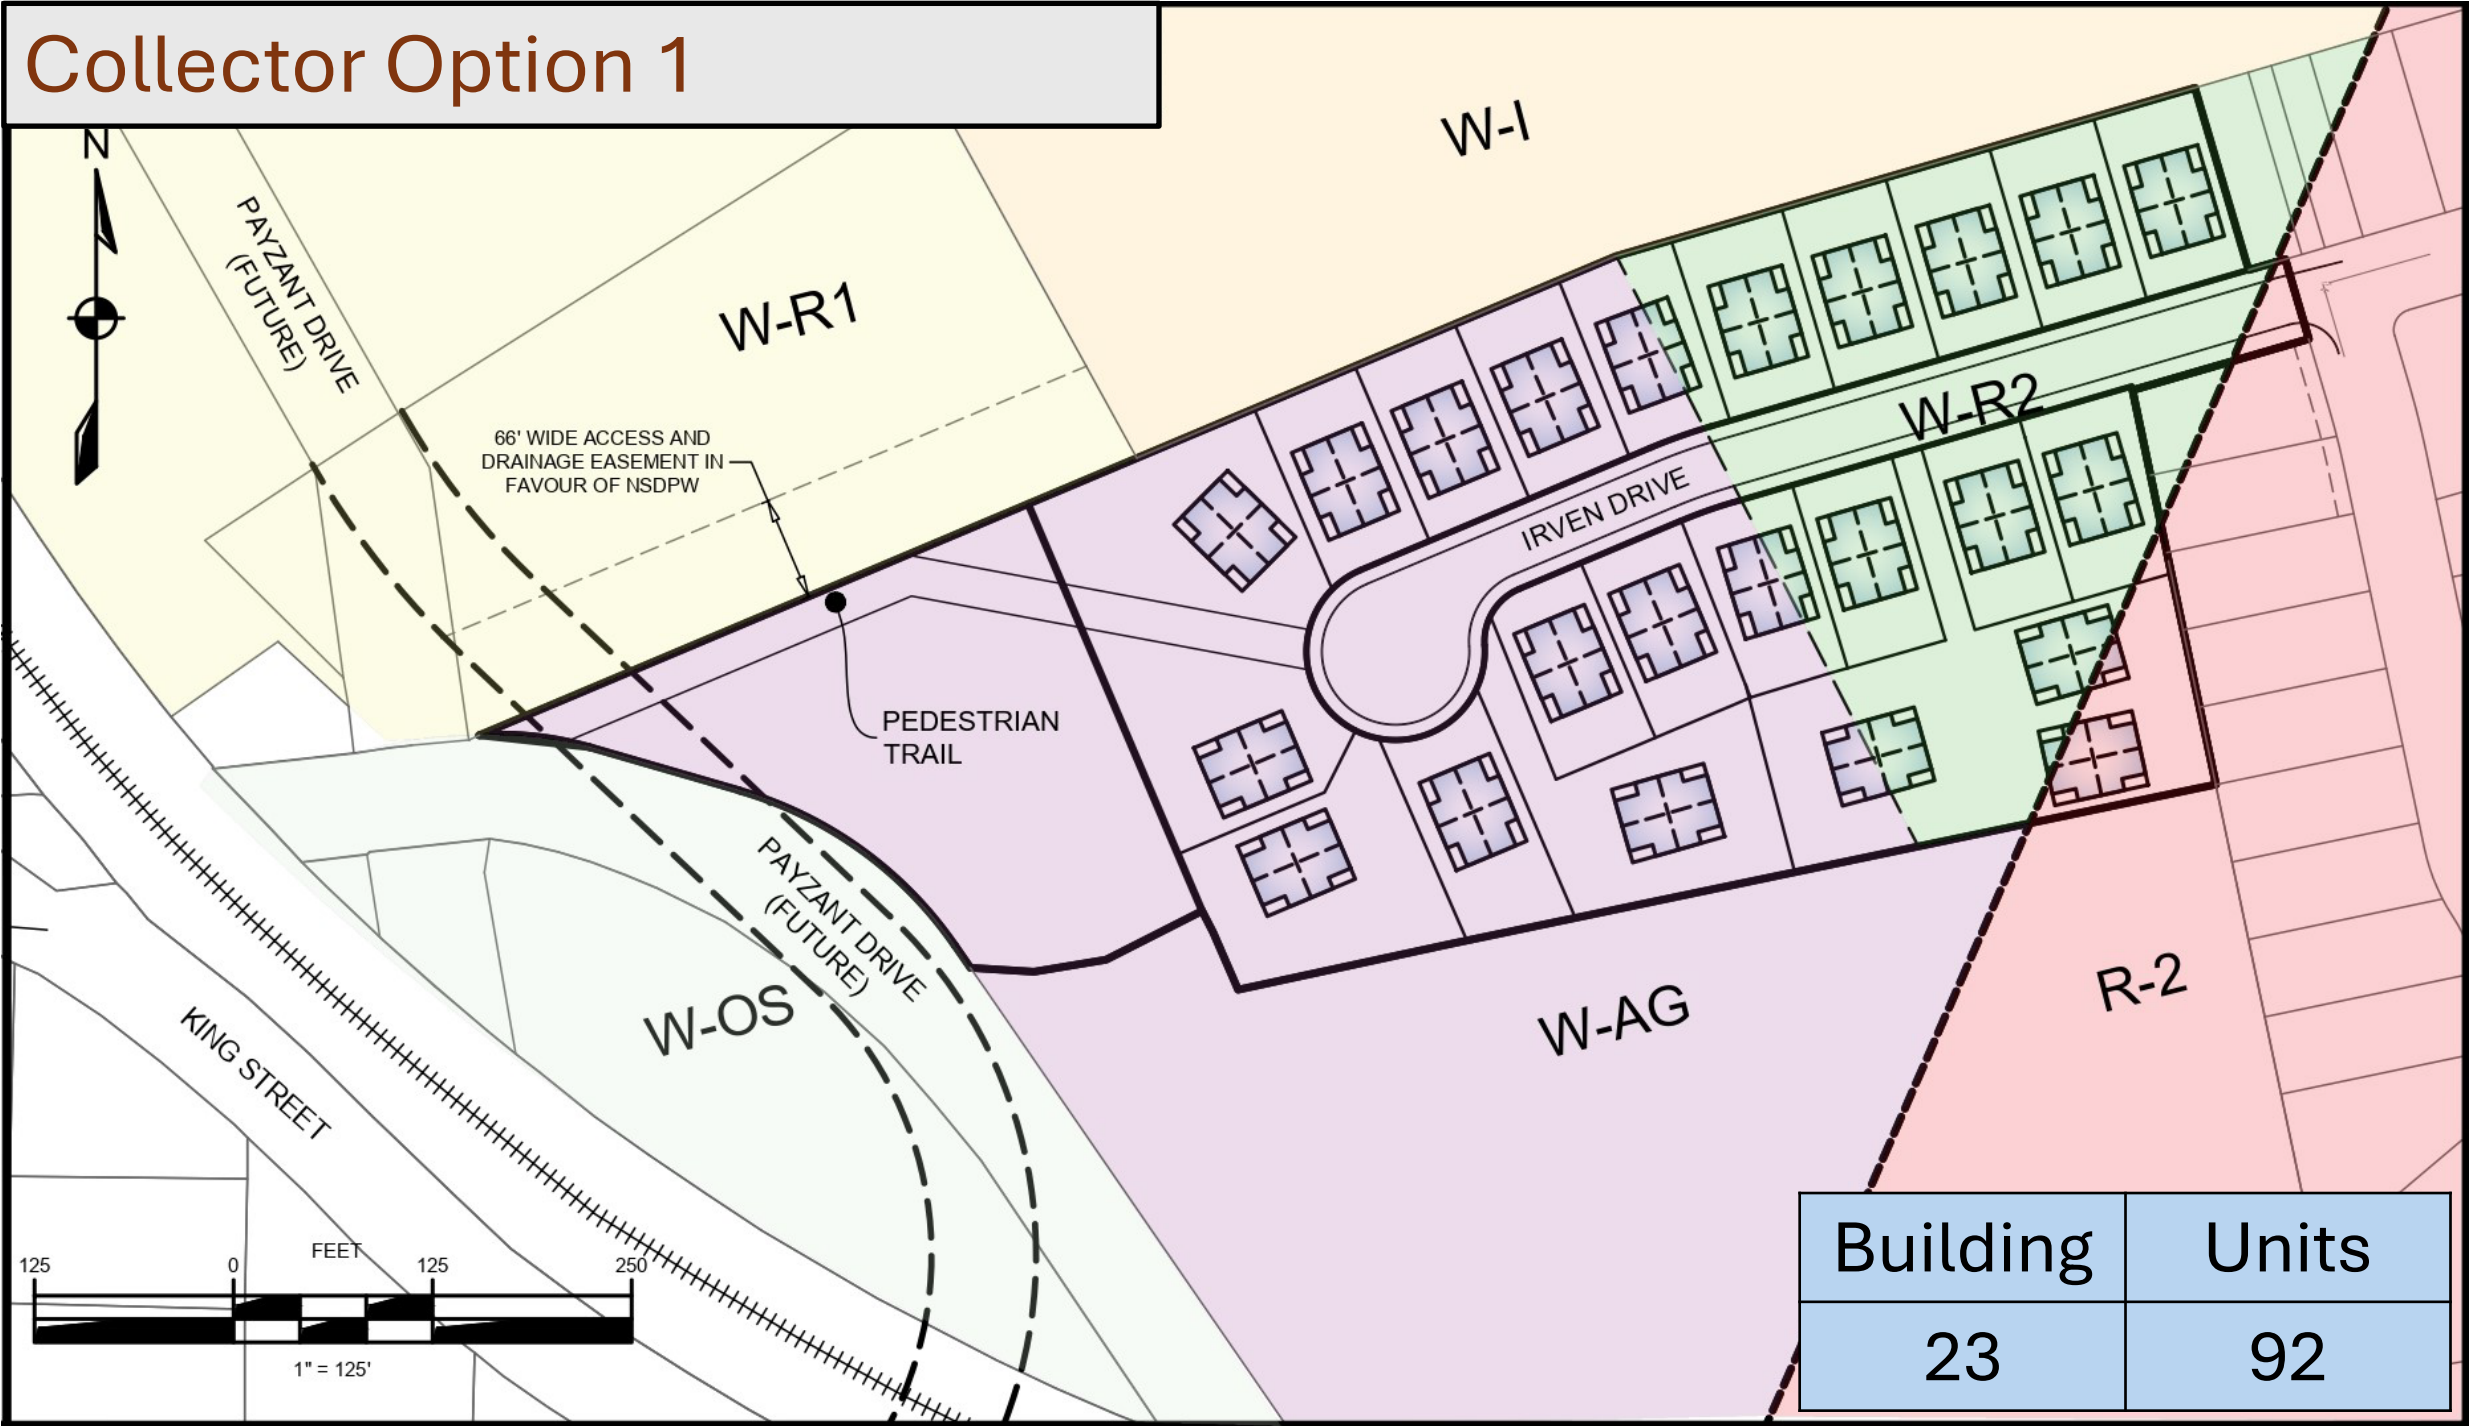 Collector Option 1
N
W-I
PAYZANT DRIVE
(FUTURE)
W-R1
66' WIDE ACCESS AND
DRAINAGE EASEMENT IN
FAVOUR OF NSDPW
W-R2
IRVEN DRIVE
PEDESTRIAN
TRAIL
PAYZANT DRIVE
(FUTURE)
W-OS
W-AG
R-2
KING STREET
FEET
125 0 125 250
1" = 125'
Building Units
23 92